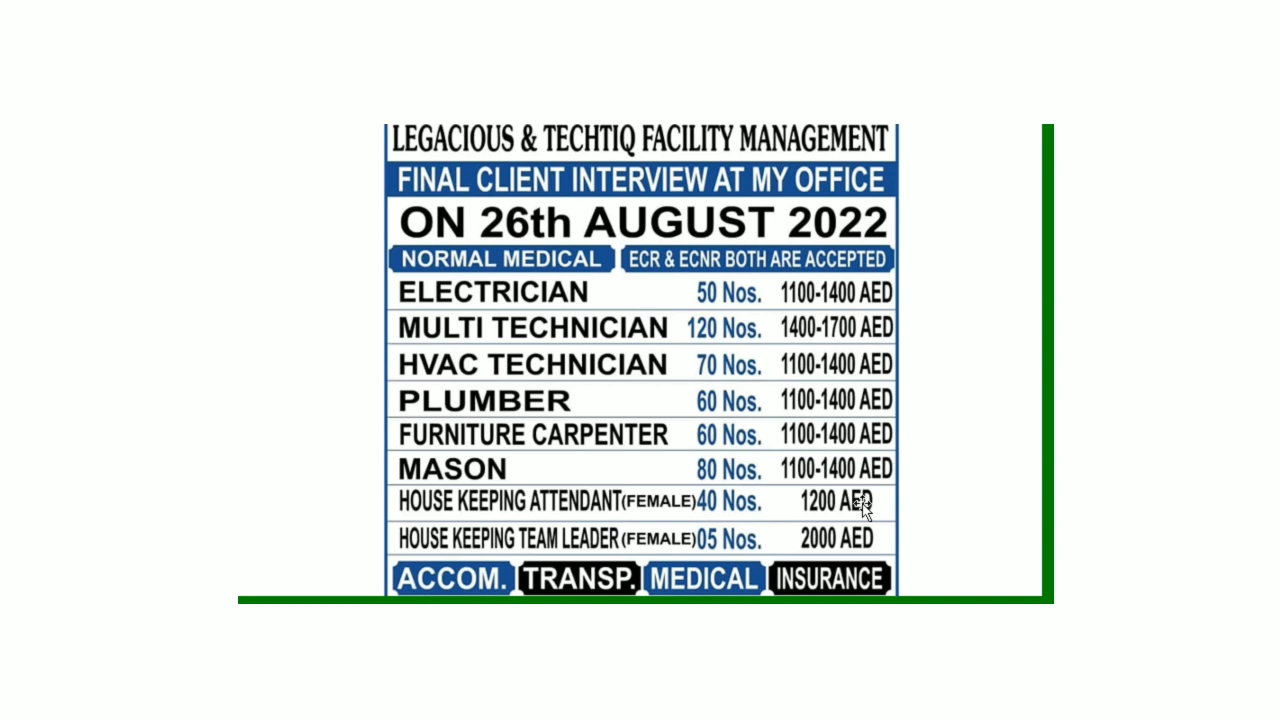 LEGACIOUS & TECHTIQ FACILITY MANAGEMENT
FINAL CLIENT INTERVIEW AT MY OFFICE
ON 26th AUGUST 2022
NORMAL MEDICAL ECR & ECNR BOTH ARE ACCEPTED
ELECTRICIAN 50 Nos. 1100-1400 AED
MULTI TECHNICIAN 120 Nos. 1400-1700 AED
HVAC TECHNICIAN 70 Nos. 1100-1400 AED
PLUMBER 60 Nos. 1100-1400 AED
FURNITURE CARPENTER 60 Nos. 1100-1400 AED
MASON 80 Nos. 1100-1400 AED
HOUSE KEEPING ATTENDANT(FEMALE) 40 Nos. 1200 AED
HOUSE KEEPING TEAM LEADER (FEMALE) 05 Nos. 2000 AED
ACCOM. TRANSP. MEDICAL INSURANCE